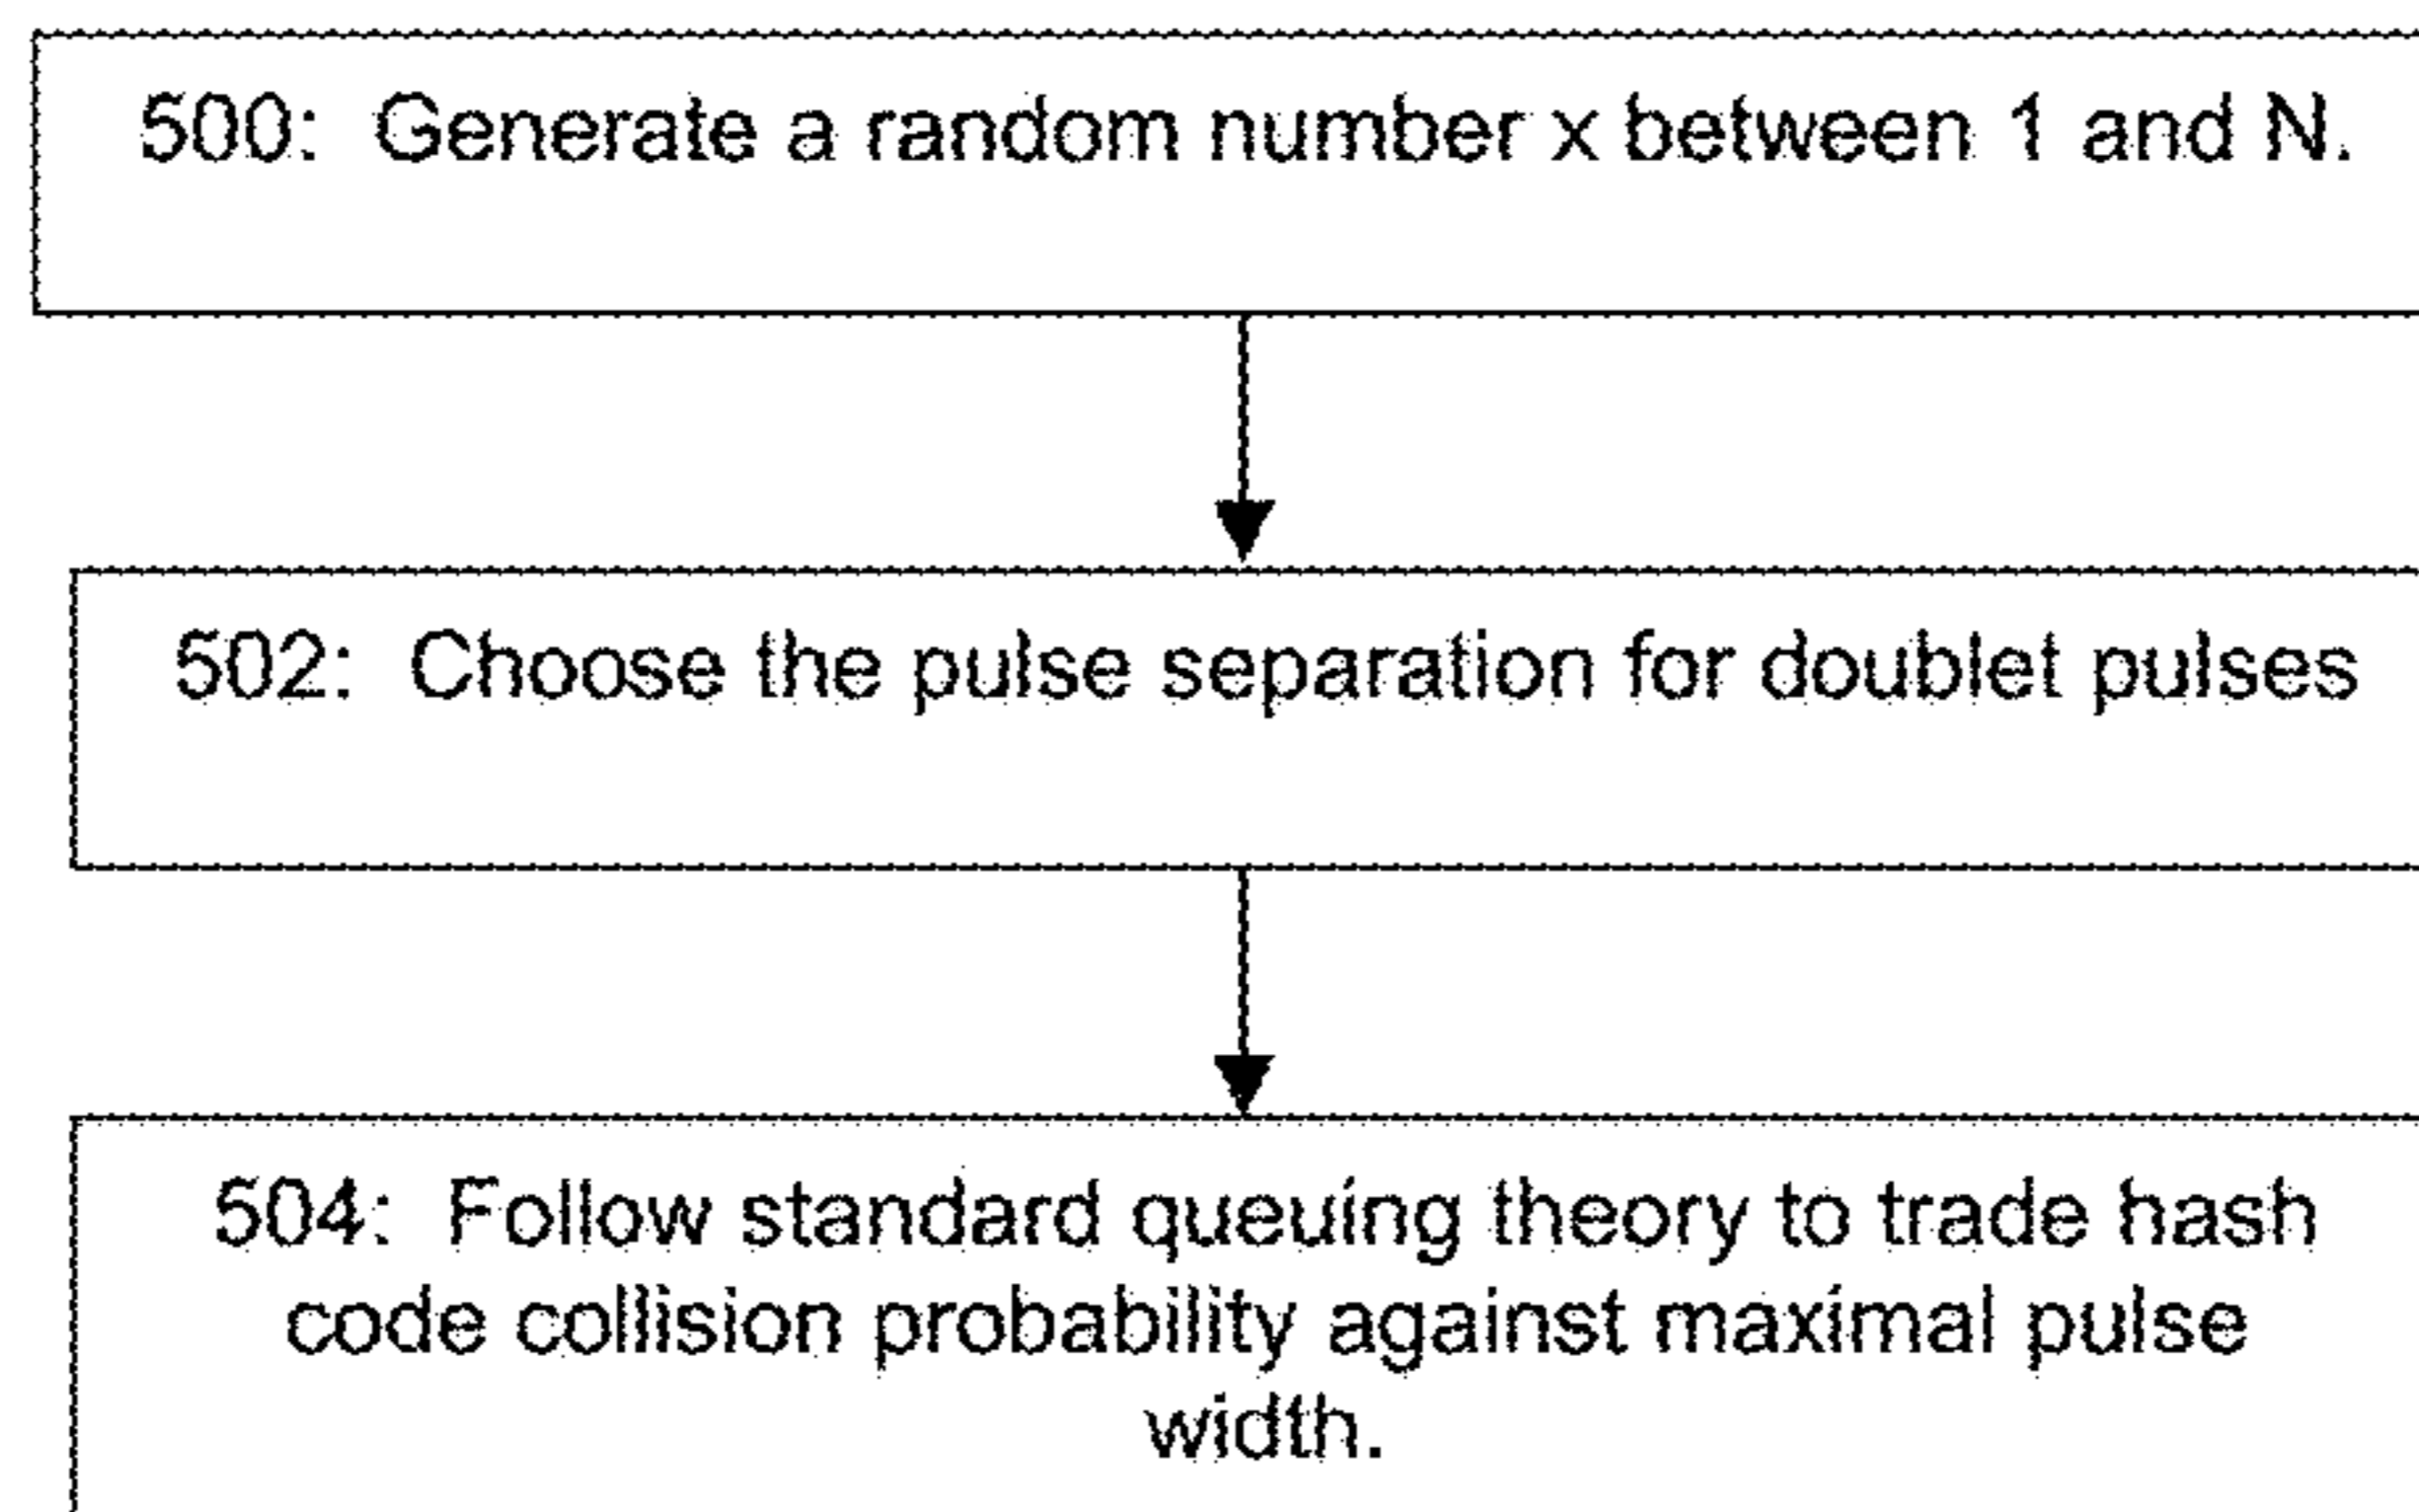 500: Generate a random number x between 1 and N.
502: Choose the pulse separation for doublet pulses
504: Follow standard queuing theory to trade hash
code collision probability against maximal pulse
width.